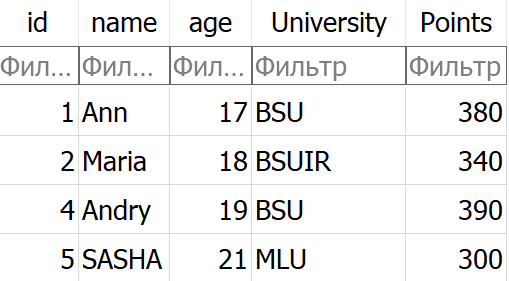 id name age University Points
Фил... Фил... Фил... Фильтр Фильтр
1 Ann 17 BSU 380
2 Maria 18 BSUIR 340
4 Andry 19 BSU 390
5 SASHA 21 MLU 300